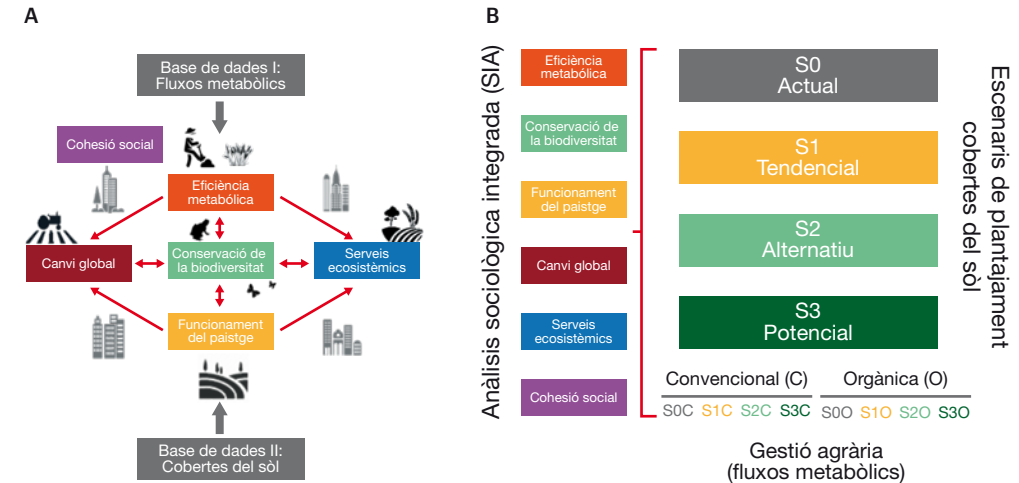 A
Base de dades I:
Fluxos metabòlics
Cohesió social
Eficiència
metabólica
Canvi global
Conservació de
la biodiversitat
Serveis
ecosistèmics
Funcionament
del paistge
Base de dades II:
Cobertes del sòl
B
Anàlisis sociològica integrada (SIA)
Eficiència
metabólica
Conservació de
la biodiversitat
Funcionament
del paistge
Canvi global
Serveis
ecosistèmics
Cohesió social
S0
Actual
S1
Tendencial
S2
Alternatiu
S3
Potencial
Escenaris de plantajament
cobertes del sòl
Convencional (C)
Orgànica (O)
S0C S1C S2C S3C
S0O S1O S2O S3O
Gestió agrària
(fluxos metabòlics)